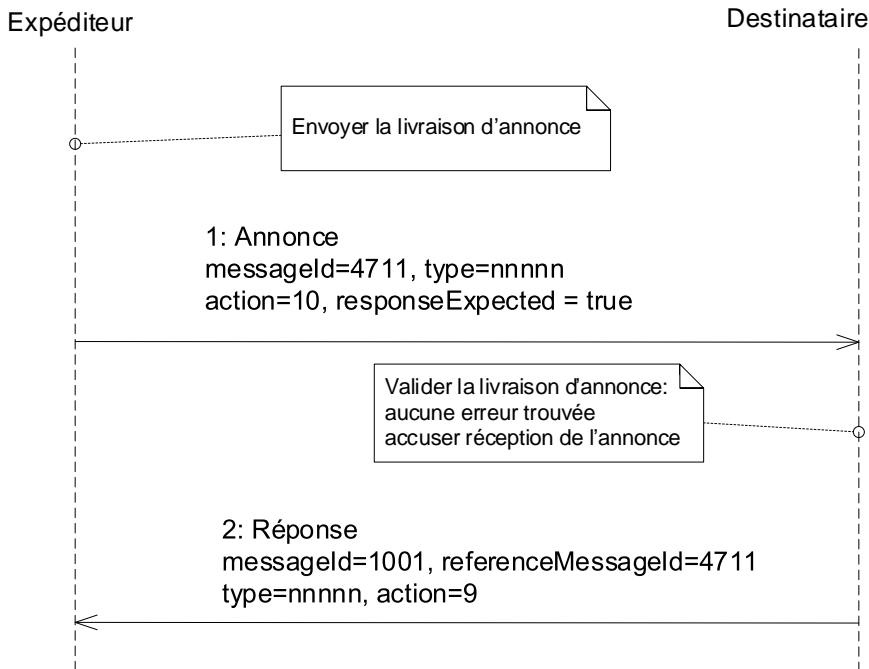 Expéditeur
Destinataire
Envoyer la livraison d'annonce
1: Annonce
messageId=4711, type=nnnnn
action=10, responseExpected = true
Valider la livraison d'annonce:
aucune erreur trouvée
accuser réception de l'annonce
2: Réponse
messageId=1001, referenceMessageId=4711
type=nnnnn, action=9